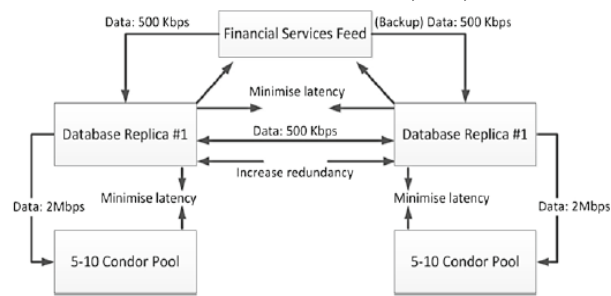 Data: 500 Kbps
Financial Services Feed
(Backup) Data: 500 Kbps
Minimise latency
Database Replica #1
Data: 500 Kbps
Database Replica #1
Increase redundancy
Minimise latency
Minimise latency
Data: 2Mbps
Data: 2Mbps
5-10 Condor Pool
5-10 Condor Pool